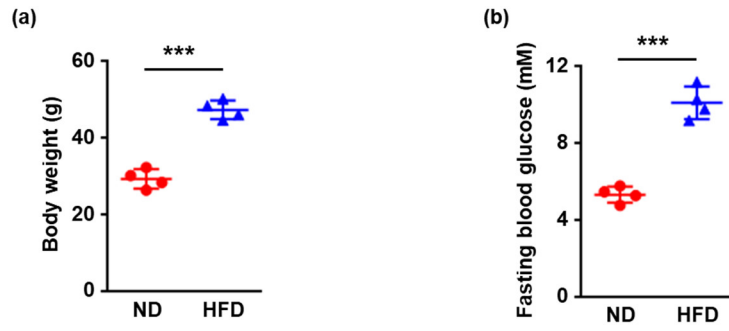 (a)
Body weight (g)
60
40
20
0
***
ND HFD
(b)
Fasting blood glucose (mM)
12
8
4
0
***
ND HFD